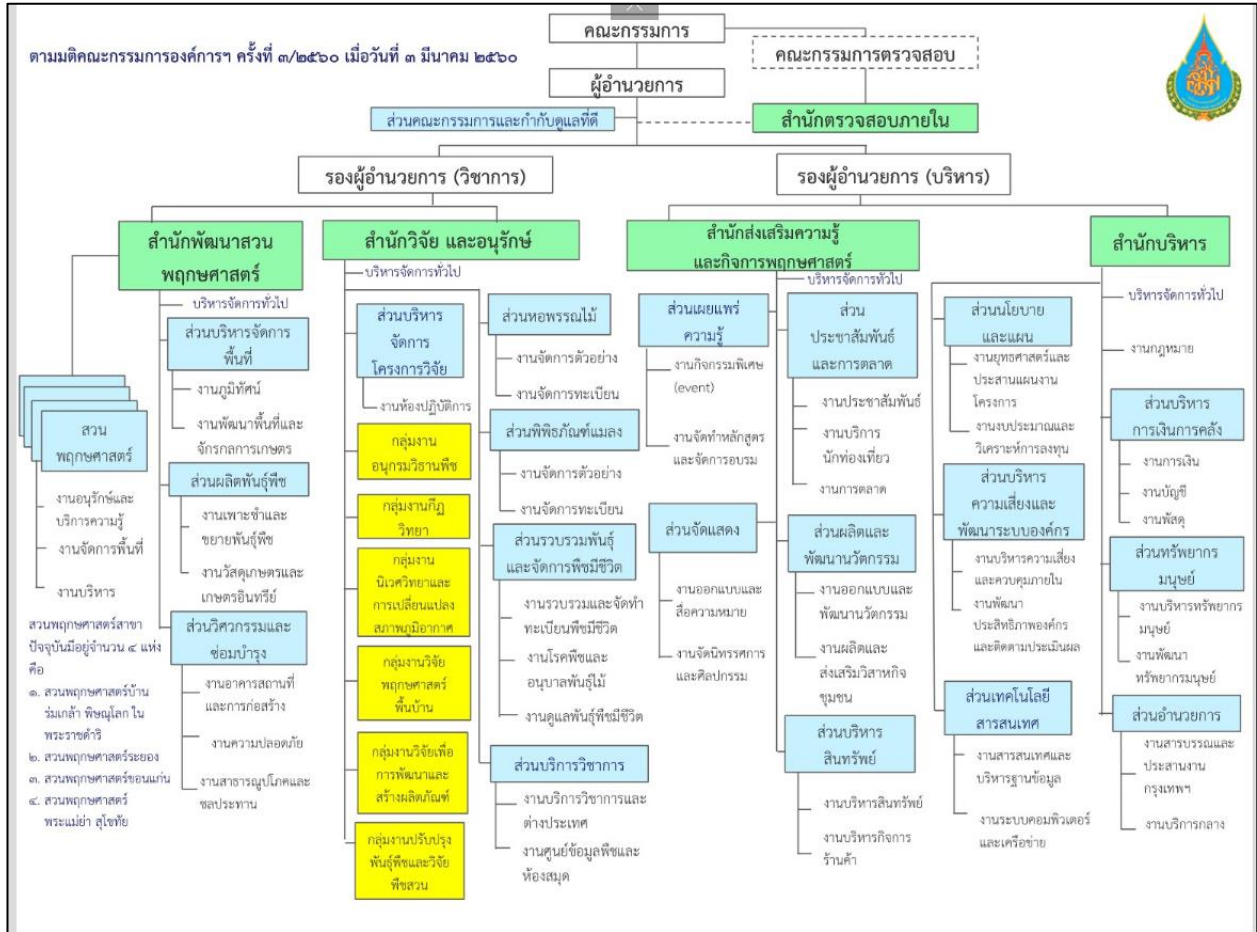 คณะกรรมการ
ตามมติคณะกรรมการองค์การฯ ครั้งที่ ๓/๒๕๖๐ เมื่อวันที่ ๓ มีนาคม ๒๕๖๐
คณะกรรมการตรวจสอบ
ผู้อำนวยการ
ส่วนคณะกรรมการและกำกับดูแลที่ดี
สำนักตรวจสอบภายใน
รองผู้อำนวยการ (วิชาการ)
รองผู้อำนวยการ (บริหาร)
สำนักพัฒนาสวน
พฤกษศาสตร์
บริหารจัดการทั่วไป
ส่วนบริหารจัดการ
พื้นที่
งานภูมิทัศน์
งานพัฒนาพื้นที่และ
จักรกลการเกษตร
ส่วนผลิตพันธุ์พืช
งานเพาะชำและ
ขยายพันธุ์พืช
งานวัสดุเกษตรและ
เกษตรอินทรีย์
ส่วนวิศวกรรมและ
ซ่อมบำรุง
งานอาคารสถานที่
และการก่อสร้าง
งานความปลอดภัย
งานสาธารณูปโภคและ
ชลประทาน
สวน
พฤกษศาสตร์
งานอนุรักษ์และ
บริการความรู้
งานจัดการพื้นที่
งานบริหาร
สวนพฤกษศาสตร์สาขา
ปัจจุบันมีอยู่จำนวน ๔ แห่ง
คือ
๑. สวนพฤกษศาสตร์บ้าน
ร่มเกล้า พิษณุโลก ใน
พระราชดำริ
๒. สวนพฤกษศาสตร์ระยอง
๓. สวนพฤกษศาสตร์ขอนแก่น
๔. สวนพฤกษศาสตร์
พระแม่ย่า สุโขทัย
สำนักวิจัย และอนุรักษ์
บริหารจัดการทั่วไป
ส่วนบริหาร
จัดการ
โครงการวิจัย
งานห้องปฏิบัติการ
กลุ่มงาน
อนุกรมวิธานพืช
กลุ่มงานกีฏ
วิทยา
กลุ่มงาน
นิเวศวิทยาและ
การเปลี่ยนแปลง
สภาพภูมิอากาศ
กลุ่มงานวิจัย
พฤกษศาสตร์
พื้นบ้าน
กลุ่มงานวิจัยเพื่อ
การพัฒนาและ
สร้างผลิตภัณฑ์
กลุ่มงานปรับปรุง
พันธุ์พืชและวิจัย
พืชสวน
ส่วนหอพรรณไม้
งานจัดการตัวอย่าง
งานจัดการทะเบียน
ส่วนพิพิธภัณฑ์แมลง
งานจัดการตัวอย่าง
งานจัดการทะเบียน
ส่วนรวบรวมพันธุ์
และจัดการพืชมีชีวิต
งานรวบรวมและจัดทำ
ทะเบียนพืชมีชีวิต
งานโรคพืชและ
อนุบาลพันธุ์ไม้
งานดูแลพันธุ์พืชมีชีวิต
ส่วนบริการวิชาการ
งานบริการวิชาการและ
ต่างประเทศ
งานศูนย์ข้อมูลพืชและ
ห้องสมุด
สำนักส่งเสริมความรู้
และกิจการพฤกษศาสตร์
บริหารจัดการทั่วไป
ส่วนเผยแพร่
ความรู้
งานกิจกรรมพิเศษ
(event)
งานจัดทำหลักสูตร
และจัดการอบรม
ส่วนจัดแสดง
งานออกแบบและ
สื่อความหมาย
งานจัดนิทรรศการ
และศิลปกรรม
ส่วน
ประชาสัมพันธ์
และการตลาด
งานประชาสัมพันธ์
งานบริการ
นักท่องเที่ยว
งานการตลาด
ส่วนผลิตและ
พัฒนานวัตกรรม
งานออกแบบและ
พัฒนานวัตกรรม
งานผลิตและ
ส่งเสริมวิสาหกิจ
ชุมชน
ส่วนบริหาร
สินทรัพย์
งานบริหารสินทรัพย์
งานบริหารกิจการ
ร้านค้า
สำนักบริหาร
บริหารจัดการทั่วไป
งานกฎหมาย
ส่วนนโยบาย
และแผน
งานยุทธศาสตร์และ
ประสานแผนงาน
โครงการ
งานงบประมาณและ
วิเคราะห์การลงทุน
ส่วนบริหาร
ความเสี่ยงและ
พัฒนาระบบองค์กร
งานบริหารความเสี่ยง
และควบคุมภายใน
งานพัฒนา
ประสิทธิภาพองค์กร
และติดตามประเมินผล
ส่วนเทคโนโลยี
สารสนเทศ
งานสารสนเทศและ
บริหารฐานข้อมูล
งานระบบคอมพิวเตอร์
และเครือข่าย
ส่วนบริหาร
การเงินการคลัง
งานการเงิน
งานบัญชี
งานพัสดุ
ส่วนทรัพยากร
มนุษย์
งานบริหารทรัพยากร
มนุษย์
งานพัฒนา
ทรัพยากรมนุษย์
ส่วนอำนวยการ
งานสารบรรณและ
ประสานงาน
กรุงเทพฯ
งานบริการกลาง